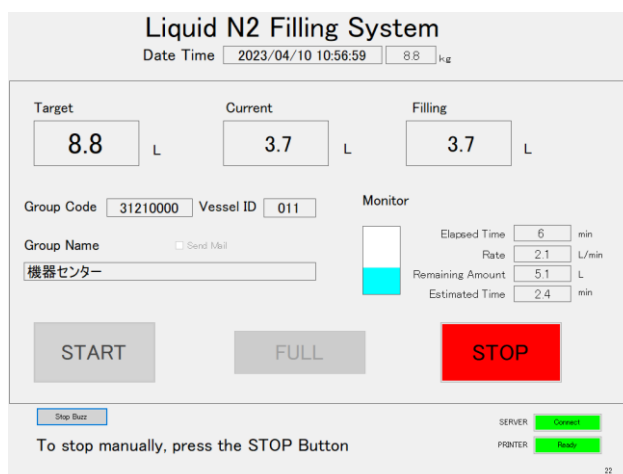 Liquid N2 Filling System
Date Time 2023/04/10 10:56:59 88 kg
Target Current Filling
8.8 L 3.7 L 3.7 L
Group Code 31210000 Vessel ID 011 Monitor
Elapsed Time 6 min
Group Name Send Mail
Rate 2.1 L/min
機器センター
Remaining Amount 5.1 L
Estimated Time 2.4 min
START FULL STOP
Stop Buzz
SERVER Connect
To stop manually, press the STOP Button
PRINTER Ready
22